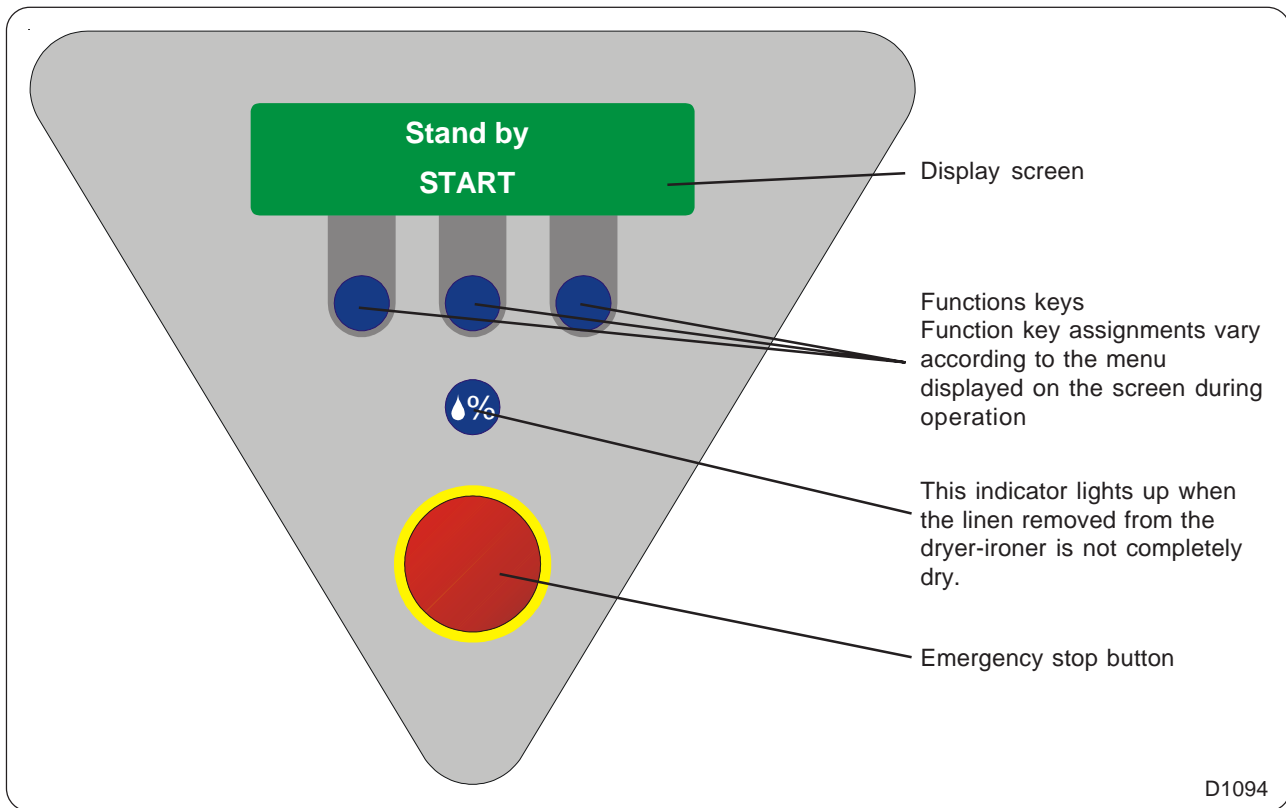 Stand by
START
Display screen
Functions keys
Function key assignments vary
according to the menu
displayed on the screen during
operation
%
This indicator lights up when
the linen removed from the
dryer-ironer is not completely
dry.
Emergency stop button
D1094